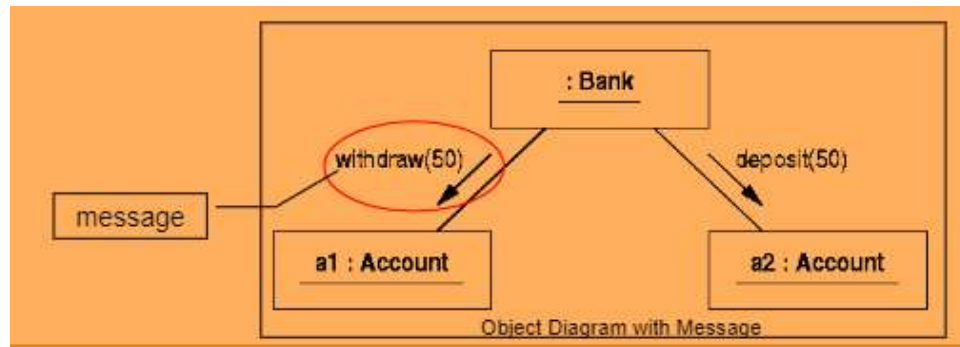 : Bank
withdraw(50)
deposit(50)
message
a1 : Account
a2 : Account
Object Diagram with Message